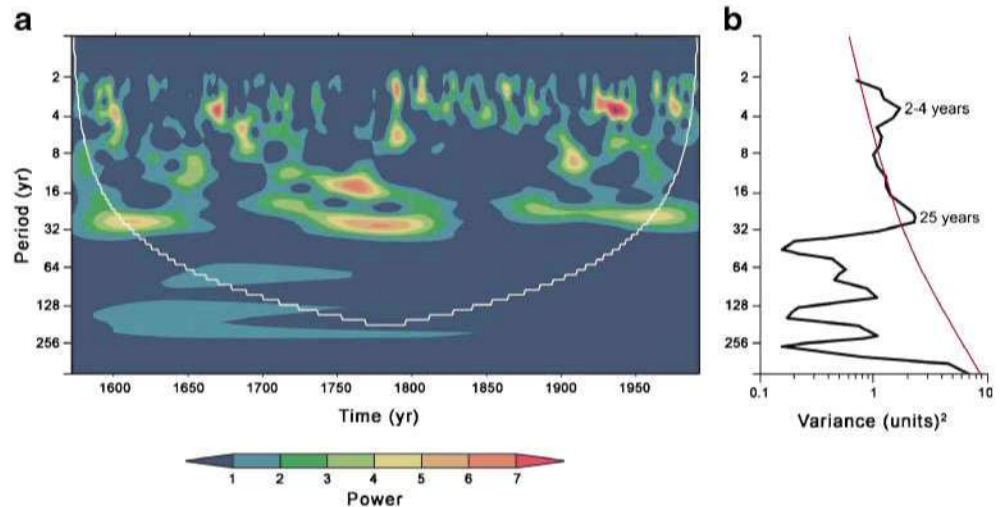 a
b
2
4
8
16
32
64
128
256
Period (yr)
1600
1650
1700
1750
1800
1850
1900
1950
Time (yr)
1 2 3 4 5 6 7
Power
2
4
8
16
32
64
128
256
2-4 years
25 years
0.1 1 10
Variance (units)²